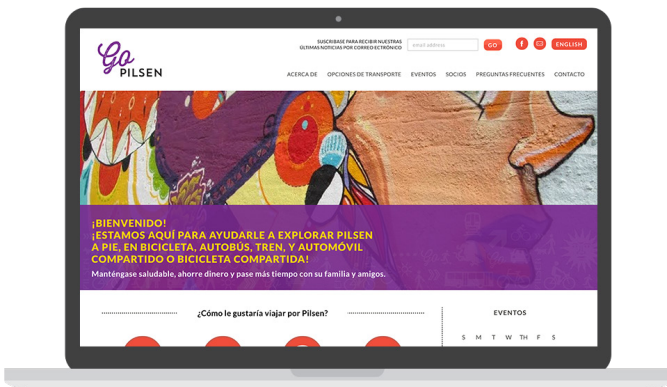 SUSCRIBASE PARA RECIBIR NUESTRAS
ÚLTIMAS NOTICIAS POR CORREO ECTRÓNICO
email address
GO
f
ENGLISH
Go
PILSEN
ACERCA DE OPCIONES DE TRANSPORTE EVENTOS SOCIOS PREGUNTAS FRECUENTES CONTACTO
¡BIENVENIDO!
¡ESTAMOS AQUÍ PARA AYUDARLE A EXPLORAR PILSEN
A PIE, EN BICICLETA, AUTOBÚS, TREN, Y AUTOMÓVIL
COMPARTIDO O BICICLETA COMPARTIDA!
Manténgase saludable, ahorre dinero y pase más tiempo con su familia y amigos.
¿Cómo le gustaría viajar por Pilsen?
EVENTOS
S M T W TH F S